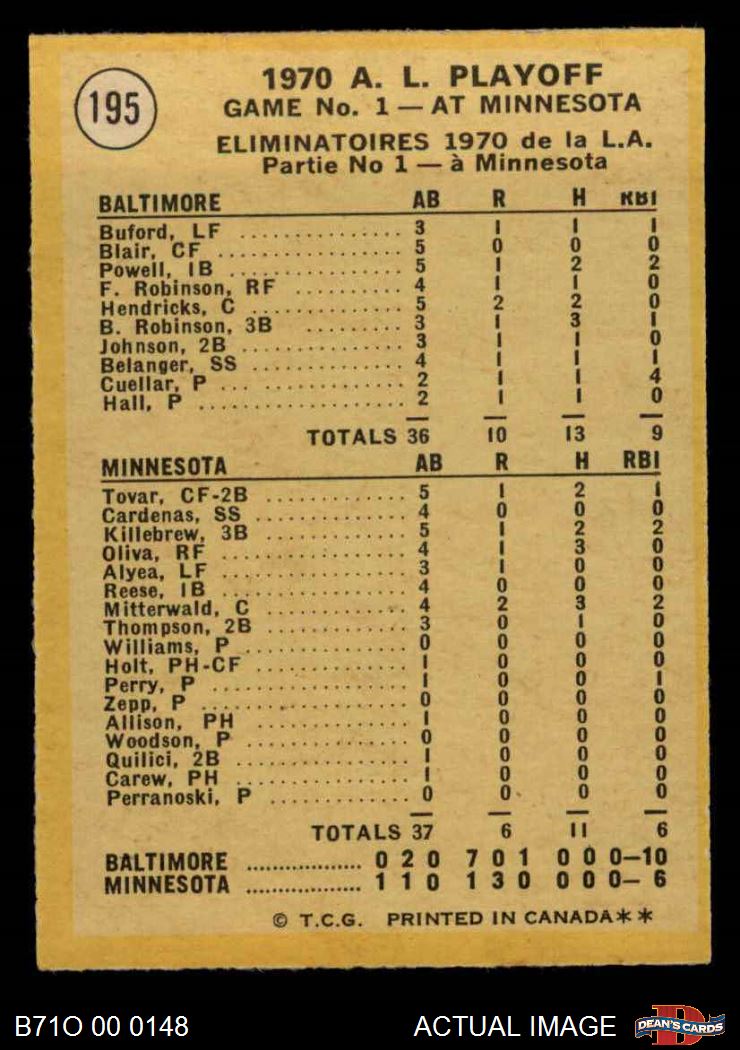 195
1970 A. L. PLAYOFF
GAME No. 1 — AT MINNESOTA
ELIMINATOIRES 1970 de la L.A.
Partie No 1 — à Minnesota
BALTIMORE AB R H RBI
Buford, LF .............. 3 1 1 1
Blair, CF ................ 5 0 0 0
Powell, 1B .............. 5 1 2 2
F. Robinson, RF .......... 4 1 1 0
Hendricks, C ............ 5 2 2 0
B. Robinson, 3B ......... 3 1 3 1
Johnson, 2B ............. 3 1 1 0
Belanger, SS ............ 4 1 1 1
Cuellar, P ... ............ 2 1 1 4
Hall, P .................. 2 1 1 0
TOTALS 36 10 13 9
MINNESOTA AB R H RBI
Tovar, CF-2B ............ 5 1 2 1
Cardenas, SS ............ 4 0 0 0
Killebrew, 3B ............ 5 1 2 2
Oliva, RF ................ 4 1 3 0
Alyea, LF ................ 3 1 0 0
Reese, 1B ............... 4 0 0 0
Mitterwald, C ............ 4 2 3 2
Thompson, 2B ........... 3 0 1 0
Williams, P .............. 0 0 0 0
Holt, PH-CF ............. 1 0 0 0
Perry, P ................. 1 0 0 1
Zepp, P ................. 0 0 0 0
Allison, PH ............. 1 0 0 0
Woodson, P ............. 0 0 0 0
Quilici, 2B .............. 1 0 0 0
Carew, PH .............. 1 0 0 0
Perranoski, P ............ 0 0 0 0
TOTALS 37 6 11 6
BALTIMORE .................. 0 2 0 7 0 1 0 0 0—10
MINNESOTA .................. 1 1 0 1 3 0 0 0 0— 6
© T.C.G. PRINTED IN CANADA**
B71O 00 0148 ACTUAL IMAGE D DEAN'S CARDS